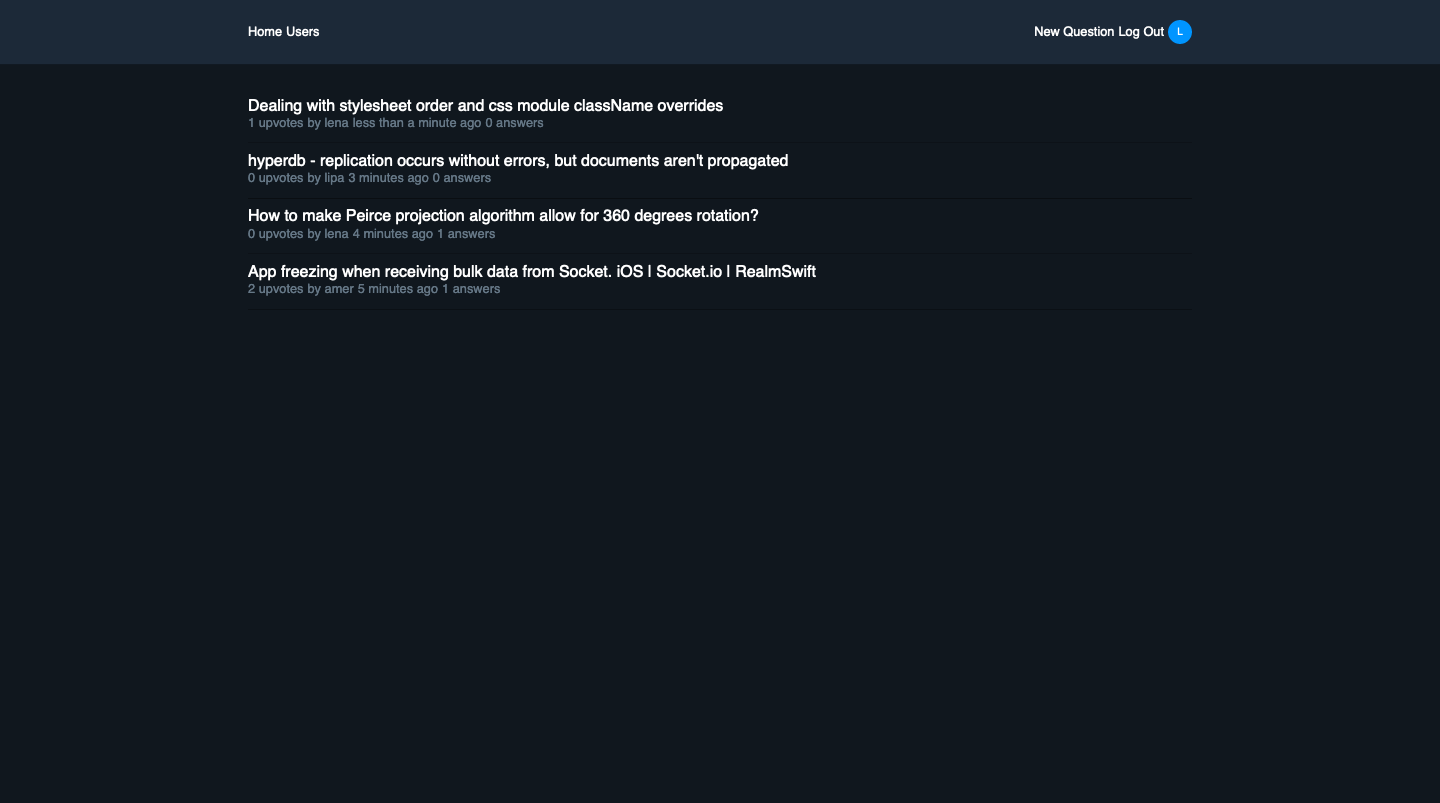 Home Users New Question Log Out L
Dealing with stylesheet order and css module className overrides
1 upvotes by lena less than a minute ago 0 answers
hyperdb - replication occurs without errors, but documents aren't propagated
0 upvotes by lipa 3 minutes ago 0 answers
How to make Peirce projection algorithm allow for 360 degrees rotation?
0 upvotes by lena 4 minutes ago 1 answers
App freezing when receiving bulk data from Socket. iOS | Socket.io | RealmSwift
2 upvotes by amer 5 minutes ago 1 answers